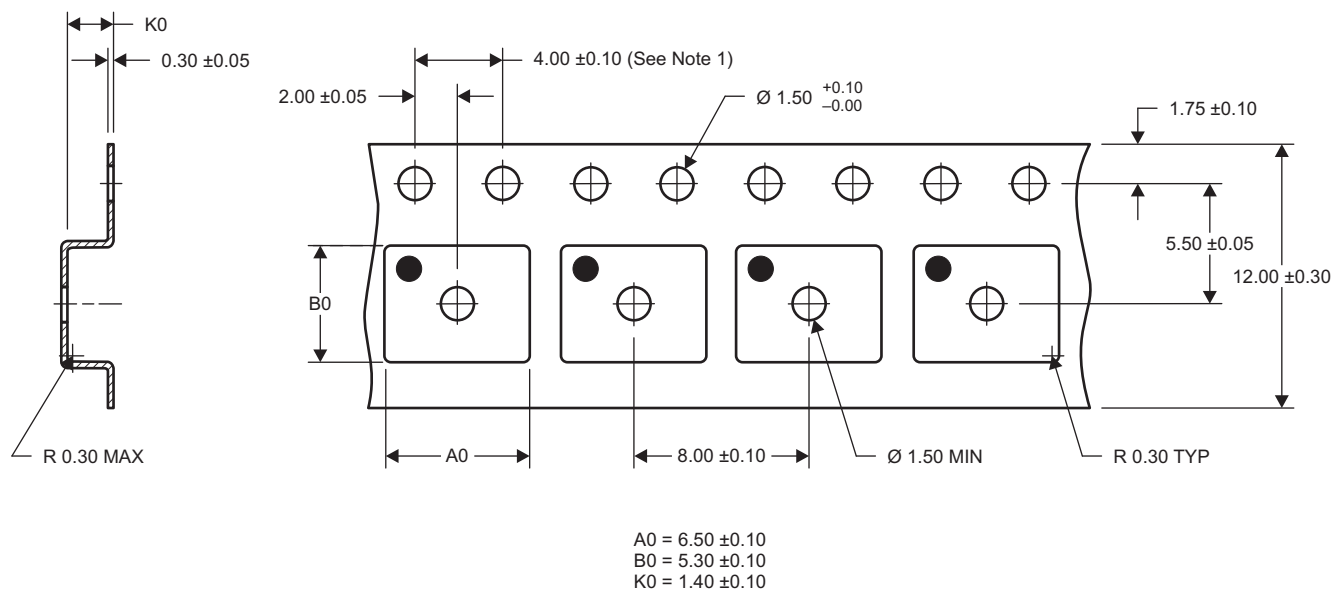 K0
0.30 ±0.05
4.00 ±0.10 (See Note 1)
2.00 ±0.05
Ø 1.50 +0.10
–0.00
1.75 ±0.10
5.50 ±0.05
12.00 ±0.30
B0
R 0.30 MAX
A0
8.00 ±0.10
Ø 1.50 MIN
R 0.30 TYP
A0 = 6.50 ±0.10
B0 = 5.30 ±0.10
K0 = 1.40 ±0.10